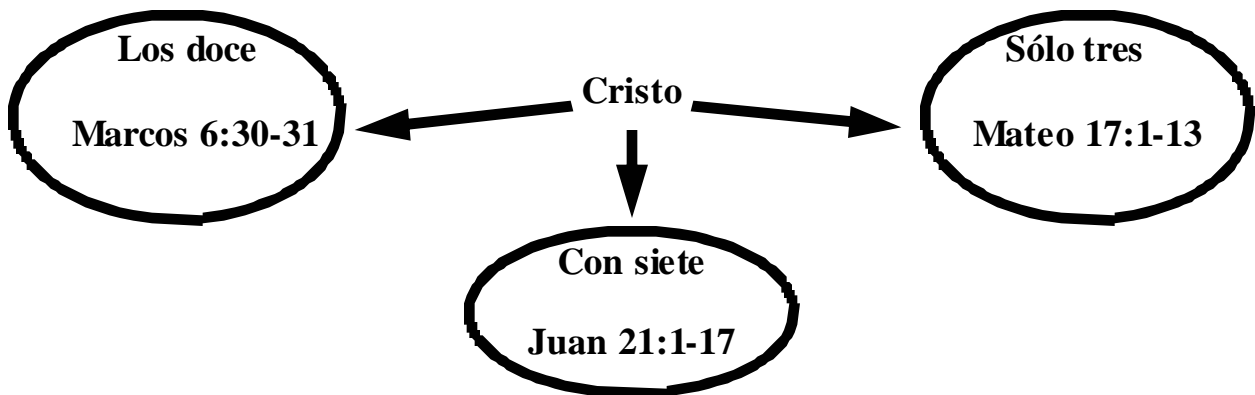 Los doce
Marcos 6:30-31
Cristo
Sólo tres
Mateo 17:1-13
Con siete
Juan 21:1-17